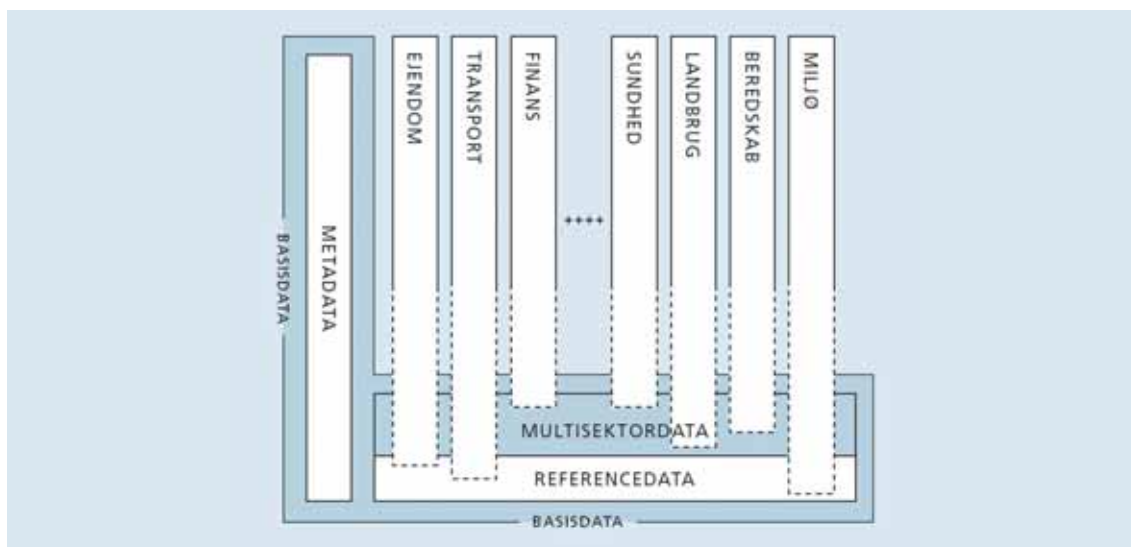 EJENDOM
TRANSPORT
FINANS
++++
SUNDHED
LANDBRUG
BEREDSKAB
MILJØ
BASISDATA
METADATA
MULTISEKTORDATA
REFERENCEDATA
BASISDATA